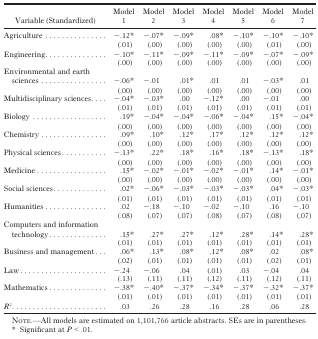 Model Model Model Model Model Model Model
Variable (Standardized) 1 2 3 4 5 6 7
Agriculture . . . . . . . . . . . . . . . −.12* −.07* −.09* .08* −.10* −.10* −.10*
(.01) (.00) (.00) (.00) (.00) (.01) (.00)
Engineering. . . . . . . . . . . . . . . −.10* −.11* −.09* −.11* −.09* −.07* −.09*
(.00) (.00) (.00) (.00) (.00) (.00) (.00)
Environmental and earth
sciences . . . . . . . . . . . . . . . . −.06* −.01 .01* .01 .01 −.03* .01
(.00) (.00) (.00) (.00) (.00) (.00) (.00)
Multidisciplinary sciences. . . . −.04* −.03* .00 −.12* .00 −.01 .00
(.01) (.01) (.01) (.01) (.01) (.01) (.01)
Biology . . . . . . . . . . . . . . . . . . .19* −.04* −.04* −.06* −.04* .15* −.04*
(.00) (.00) (.00) (.00) (.00) (.00) (.00)
Chemistry . . . . . . . . . . . . . . . . .09* .10* .12* .17* .12* .12* .12*
(.00) (.00) (.00) (.00) (.00) (.00) (.00)
Physical sciences. . . . . . . . . . . −.13* .22* .18* .16* .18* −.13* .18*
(.00) (.00) (.00) (.00) (.00) (.00) (.00)
Medicine . . . . . . . . . . . . . . . . . .15* −.02* −.01* −.02* −.01* .14* −.01*
(.00) (.00) (.00) (.00) (.00) (.00) (.00)
Social sciences. . . . . . . . . . . . . .02* −.06* −.03* −.03* −.03* .04* −.03*
(.01) (.01) (.01) (.01) (.01) (.01) (.01)
Humanities . . . . . . . . . . . . . . . .02 −.18 −.10 −.02 −.10 .16 −.10
(.08) (.07) (.07) (.08) (.07) (.08) (.07)
Computers and information
technology . . . . . . . . . . . . . . .15* .27* .27* .12* .28* .14* .28*
(.01) (.01) (.01) (.01) (.01) (.01) (.01)
Business and management . . . .06* .13* .08* .12* .08* .02 .08*
(.02) (.01) (.01) (.01) (.01) (.02) (.01)
Law . . . . . . . . . . . . . . . . . . . . . −.24 −.06 .04 (.01) .03 −.04 .04
(.13) (.11) (.11) (.12) (.11) (.12) (.11)
Mathematics . . . . . . . . . . . . . . −.38* −.40* −.37* −.34* −.37* −.32* −.37*
(.01) (.01) (.01) (.01) (.01) (.01) (.01)
R². . . . . . . . . . . . . . . . . . . . . . . .03 .26 .28 .16 .28 .06 .28
NOTE.—All models are estimated on 1,101,766 article abstracts. SEs are in parentheses.
* Significant at P < .01.